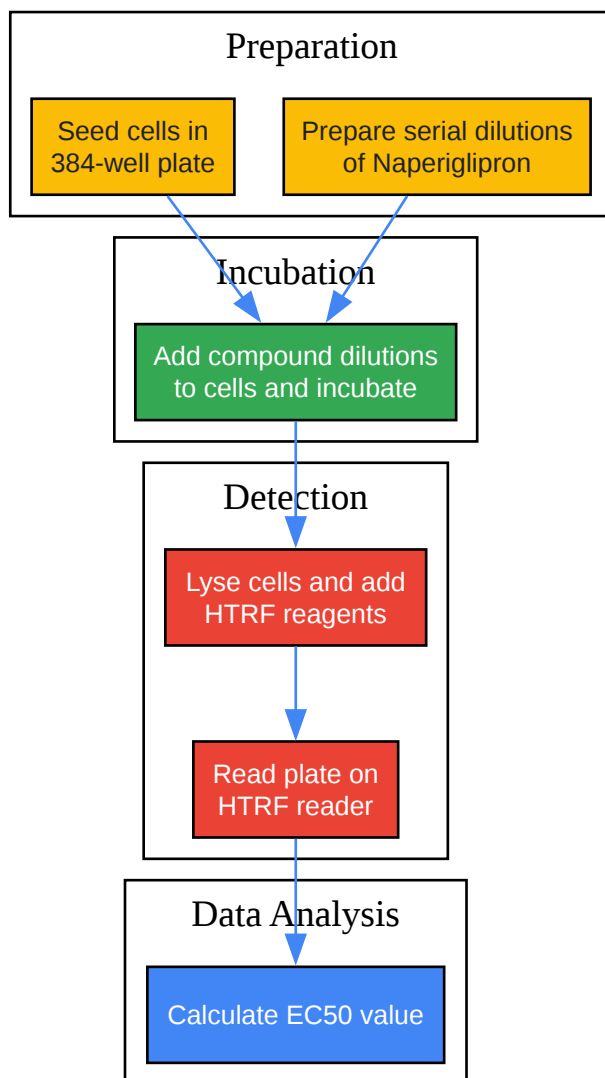 Preparation
Seed cells in
384-well plate
Prepare serial dilutions
of Naperiglipron
Incubation
Add compound dilutions
to cells and incubate
Detection
Lyse cells and add
HTRF reagents
Read plate on
HTRF reader
Data Analysis
Calculate EC50 value